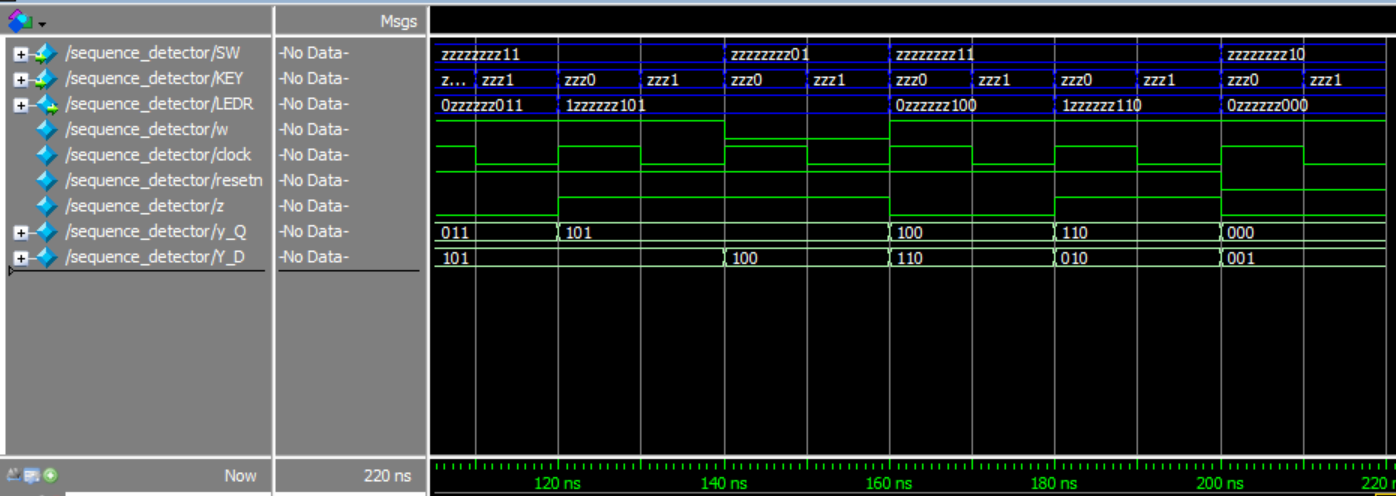 Msgs
/sequence_detector/SW -No Data- zzzzzzzz11 zzzzzzzz01 zzzzzzzz11 zzzzzzzz10
/sequence_detector/KEY -No Data- z... zzz1 zzz0 zzz1 zzz0 zzz1 zzz0 zzz1 zzz0 zzz1 zzz0 zzz1
/sequence_detector/LEDR -No Data- 0zzzzzz011 1zzzzzz101 0zzzzzz100 1zzzzzz110 0zzzzzz000
/sequence_detector/w -No Data-
/sequence_detector/clock -No Data-
/sequence_detector/resetn -No Data-
/sequence_detector/z -No Data-
/sequence_detector/y_Q -No Data- 011 101 100 110 000
/sequence_detector/Y_D -No Data- 101 100 110 010 001
Now 220 ns 120 ns 140 ns 160 ns 180 ns 200 ns 220